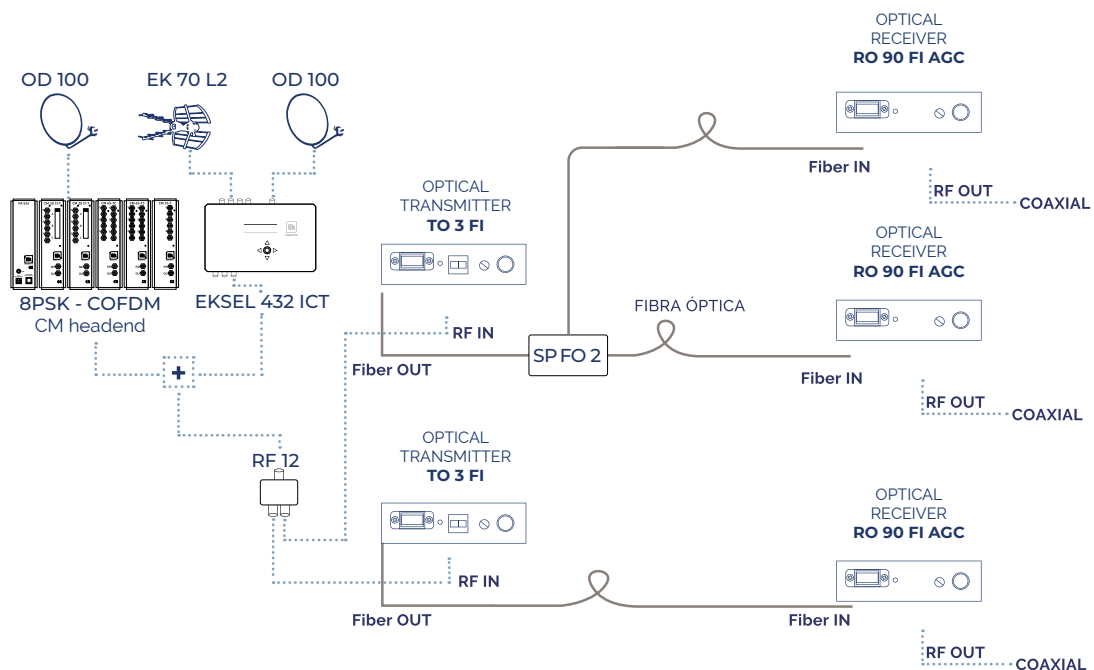 OPTICAL
RECEIVER
RO 90 FI AGC
OD 100
EK 70 L2
OD 100
Fiber IN
RF OUT
COAXIAL
OPTICAL
TRANSMITTER
TO 3 FI
OPTICAL
RECEIVER
RO 90 FI AGC
8PSK - COFDM
CM headend
EKSEL 432 ICT
FIBRA ÓPTICA
RF IN
SP FO 2
Fiber OUT
Fiber IN
RF OUT
COAXIAL
+
OPTICAL
TRANSMITTER
TO 3 FI
RF 12
OPTICAL
RECEIVER
RO 90 FI AGC
RF IN
Fiber OUT
Fiber IN
RF OUT
COAXIAL